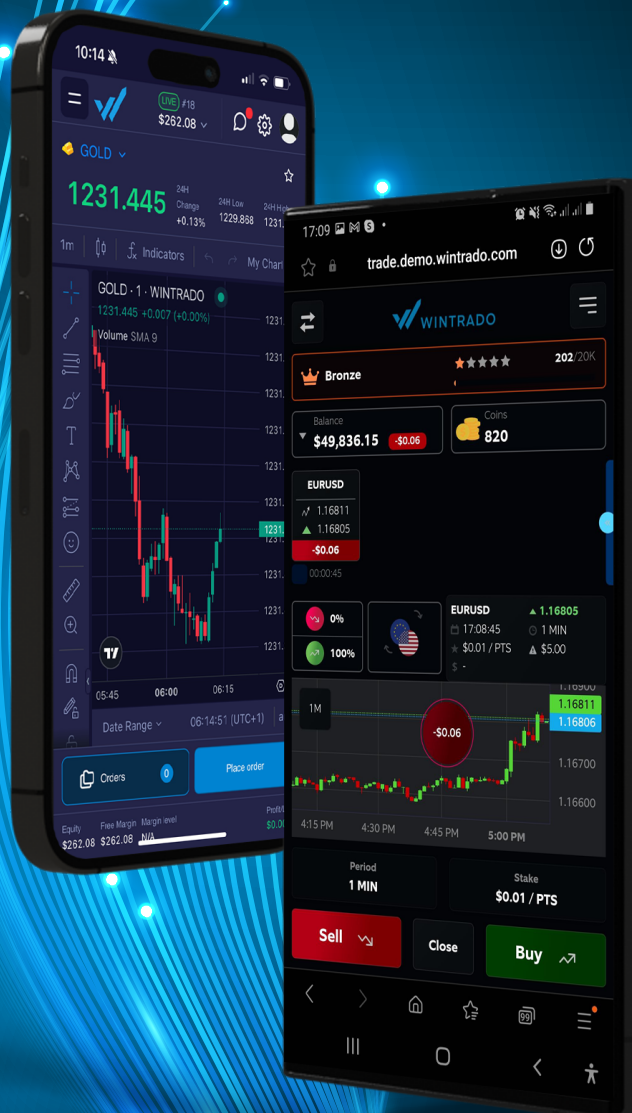 10:14
LIVE #18
$262.08
GOLD
1231.445
24H
Change
+0.13%
24H Low
1229.868
1m
Indicators
GOLD · 1 · WINTRADO
1231.445 +0.007 (+0.00%)
Volume SMA 9
05:45 06:00 06:15
Date Range
06:14:51 (UTC+1)
Orders 0
Place order
Equity
$262.08
Free Margin
$262.08
Margin level
N/A
17:09
trade.demo.wintrado.com
WINTRADO
Bronze
202/20K
Balance
$49,836.15 -$0.06
Coins
820
EURUSD
1.16811
1.16805
-$0.06
00:00:45
0%
100%
EURUSD 1.16805
17:08:45 1 MIN
$0.01 / PTS $5.00
$ -
1M
-$0.06
1.16900
1.16811
1.16806
1.16700
1.16600
4:15 PM 4:30 PM 4:45 PM 5:00 PM
Period
1 MIN
Stake
$0.01 / PTS
Sell
Close
Buy
99